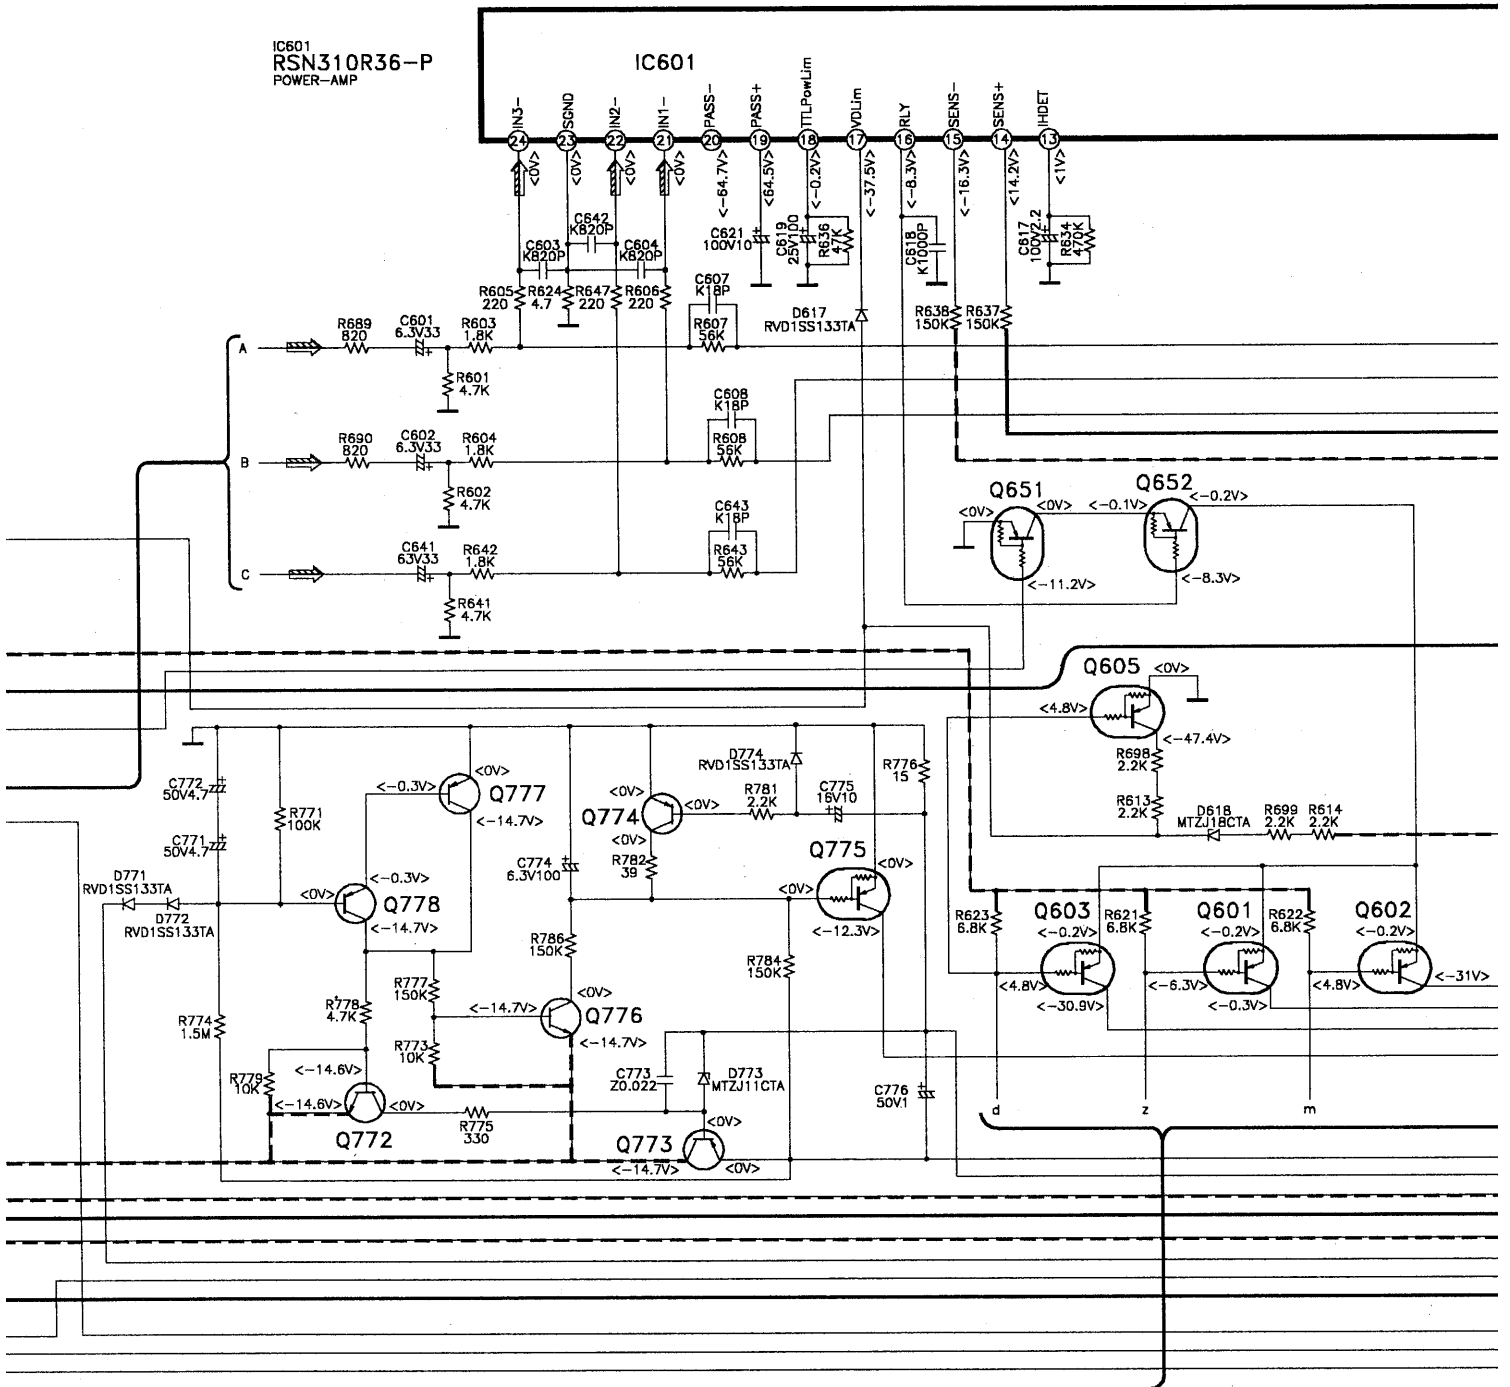 IC601
RSN310R36-P
POWER-AMP
IC601
IN3-
SGND
IN2-
IN1-
PASS-
PASS+
TTLPowLim
VDLim
RLY
SENS-
SENS+
IHDET
24
23
22
21
20
19
18
17
16
15
14
13
<0V>
<0V>
<0V>
<0V>
<-64.7V>
<64.5V>
<-0.2V>
<-37.5V>
<-8.3V>
<-16.3V>
<14.2V>
<1V>
C642
K820P
C603
K820P
C604
K820P
C621
100V10
C619
25V100
R636
47K
C618
K1000P
C617
100V2.2
R634
470K
R605
220
R624
4.7
R647
220
R606
220
C607
K18P
R607
56K
D617
RVD1SS133TA
R638
150K
R637
150K
A
R689
820
C601
6.3V33
R603
1.8K
R601
4.7K
C608
K18P
R608
56K
B
R690
820
C602
6.3V33
R604
1.8K
R602
4.7K
C643
K18P
R643
56K
C
C641
63V33
R642
1.8K
R641
4.7K
Q651
<0V>
<0V>
<-11.2V>
Q652
<-0.1V>
<-0.2V>
<-8.3V>
Q605
<0V>
<4.8V>
<-47.4V>
R698
2.2K
R613
2.2K
D618
MTZJ18CTA
R699
2.2K
R614
2.2K
C772
50V4.7
C771
50V4.7
R771
100K
<-0.3V>
<0V>
Q777
<-14.7V>
D771
RVD1SS133TA
D772
RVD1SS133TA
<0V>
<-0.3V>
Q778
<-14.7V>
C774
6.3V100
<0V>
Q774
<0V>
<0V>
R782
39
R781
2.2K
D774
RVD1SS133TA
C775
16V10
R776
15
Q775
<0V>
<0V>
<-12.3V>
R786
150K
R784
150K
R774
1.5M
R778
4.7K
R777
150K
R773
10K
<-14.7V>
<0V>
Q776
<-14.7V>
R779
10K
<-14.6V>
<-14.6V>
<0V>
Q772
R775
330
C773
Z0.022
D773
MTZJ11CTA
<0V>
Q773
<-14.7V>
<0V>
C776
50V.1
R623
6.8K
Q603
<-0.2V>
<4.8V>
<-30.9V>
R621
6.8K
Q601
<-0.2V>
<-6.3V>
<-0.3V>
R622
6.8K
Q602
<-0.2V>
<4.8V>
<-31V>
d
z
m